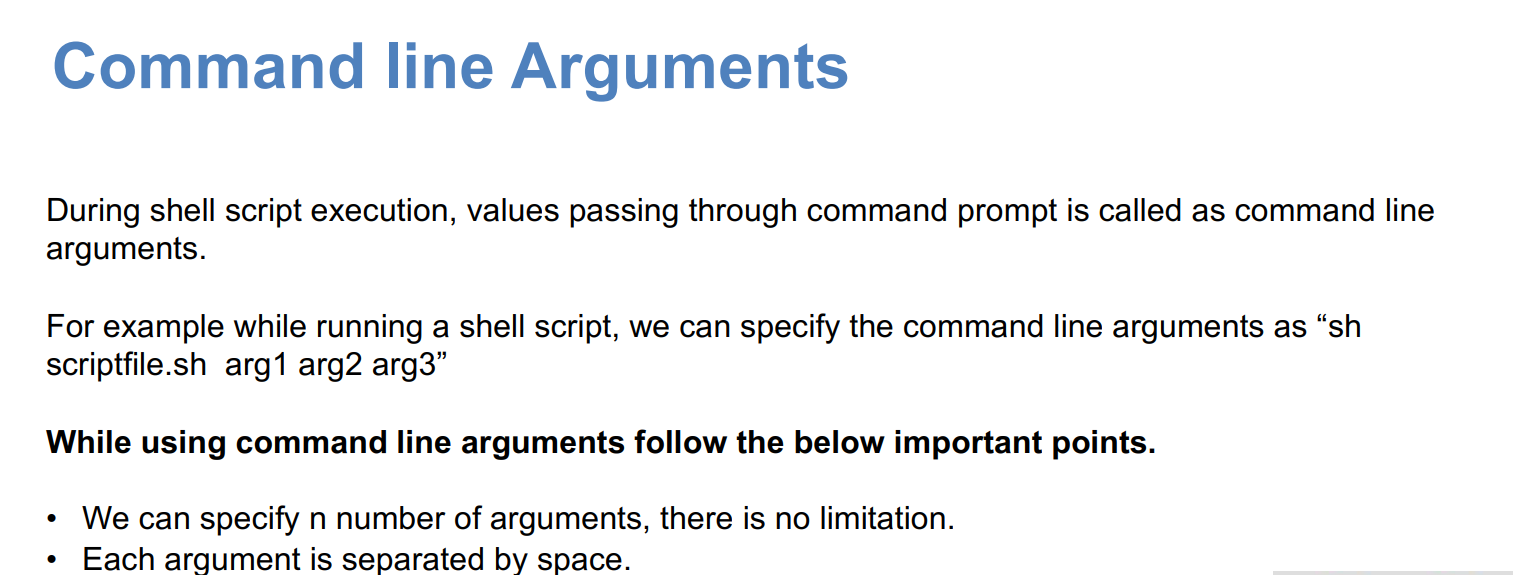 Command line Arguments
During shell script execution, values passing through command prompt is called as command line
arguments.
For example while running a shell script, we can specify the command line arguments as “sh
scriptfile.sh  arg1 arg2 arg3”
While using command line arguments follow the below important points.
• We can specify n number of arguments, there is no limitation.
• Each argument is separated by space.